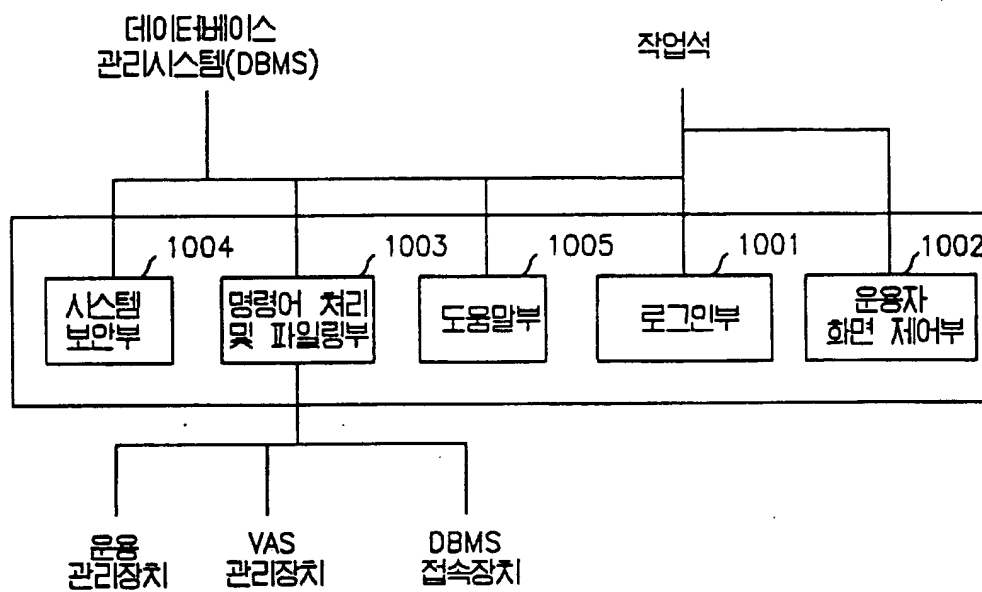 데이터베이스
관리시스템(DBMS)
작업석
1004
1003
1005
1001
1002
시스템
보안부
명령어 처리
및 파일링부
도움말부
로그인부
운용자
화면 제어부
운용
관리장치
VAS
관리장치
DBMS
접속장치